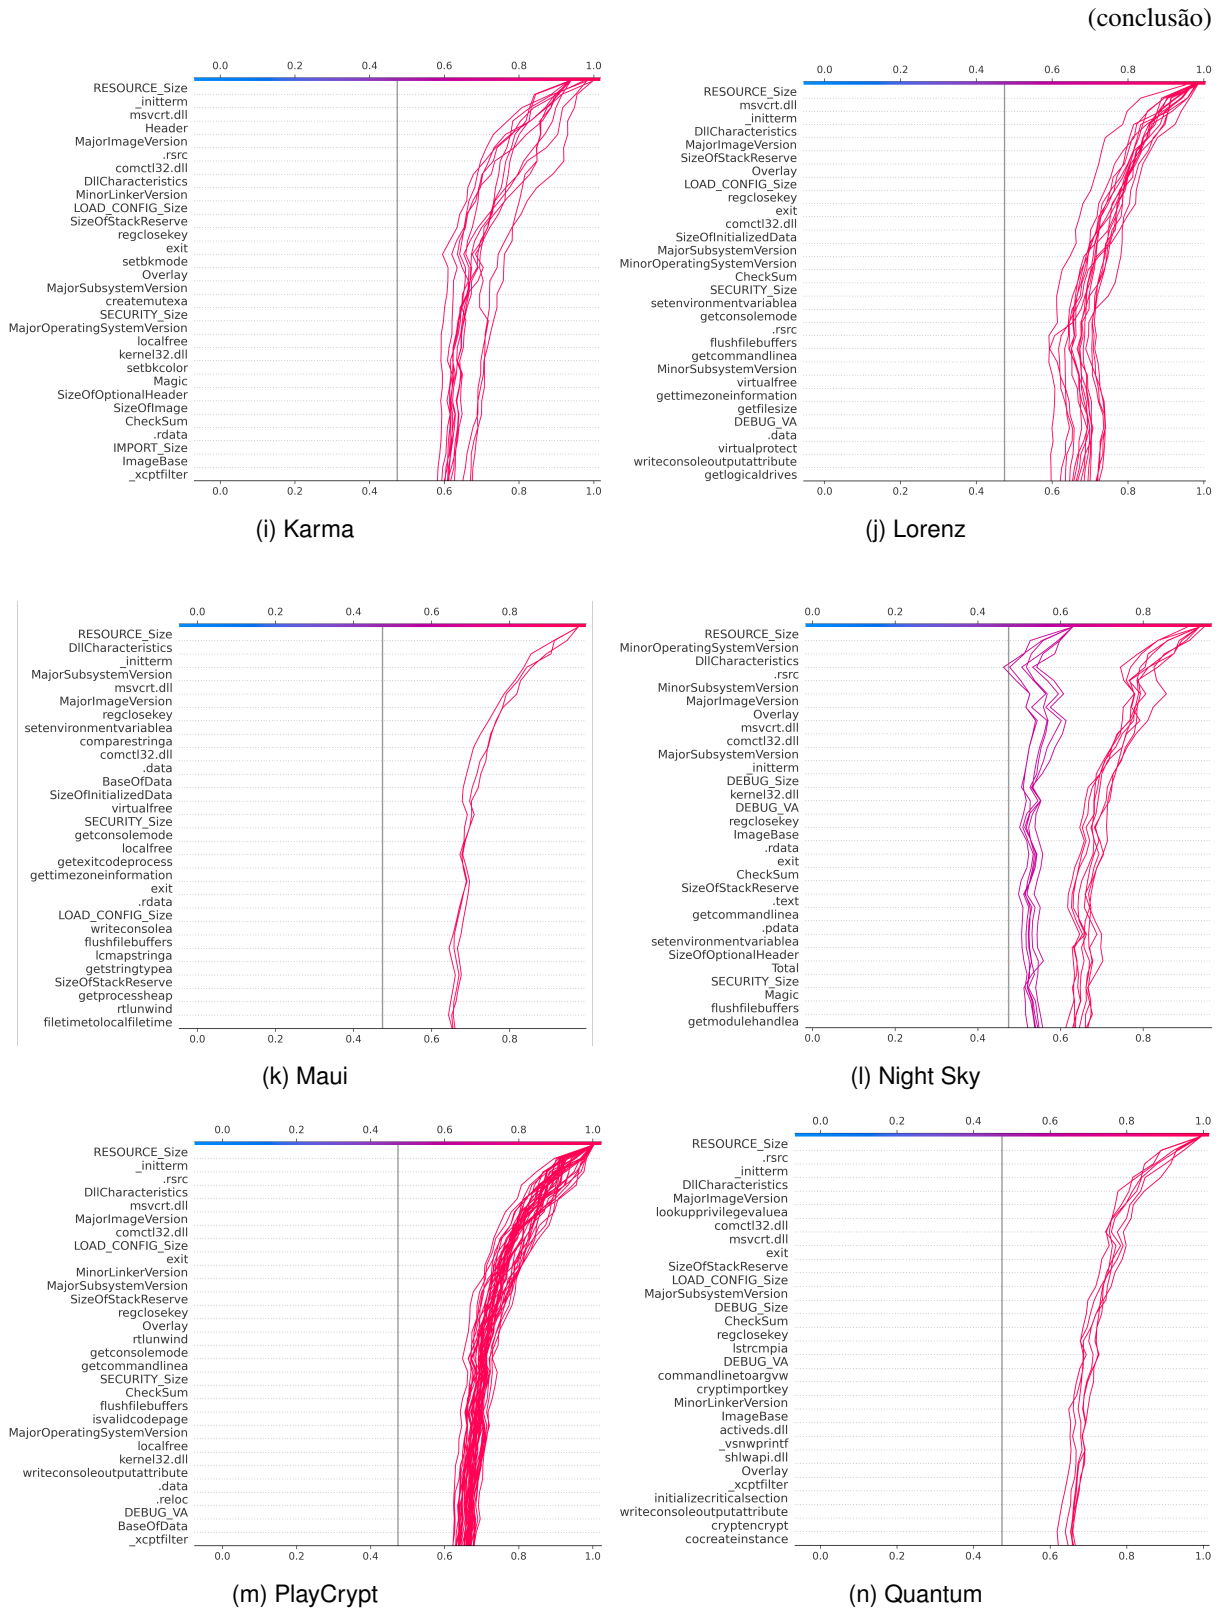 (conclusão)
0.0 0.2 0.4 0.6 0.8 1.0
RESOURCE_Size
_initterm
msvcrt.dll
Header
MajorImageVersion
.rsrc
comctl32.dll
DllCharacteristics
MinorLinkerVersion
LOAD_CONFIG_Size
SizeOfStackReserve
regclosekey
exit
setbkmode
Overlay
MajorSubsystemVersion
createmutexa
SECURITY_Size
MajorOperatingSystemVersion
localfree
kernel32.dll
setbkcolor
Magic
SizeOfOptionalHeader
SizeOfImage
CheckSum
.rdata
IMPORT_Size
ImageBase
_xcptfilter
0.0 0.2 0.4 0.6 0.8 1.0
(i) Karma
0.0 0.2 0.4 0.6 0.8 1.0
RESOURCE_Size
msvcrt.dll
_initterm
DllCharacteristics
MajorImageVersion
SizeOfStackReserve
Overlay
LOAD_CONFIG_Size
regclosekey
exit
comctl32.dll
SizeOfInitializedData
MajorSubsystemVersion
MinorOperatingSystemVersion
CheckSum
SECURITY_Size
setenvironmentvariablea
getconsolemode
.rsrc
flushfilebuffers
getcommandlinea
MinorSubsystemVersion
virtualfree
gettimezoneinformation
getfilesize
DEBUG_VA
.data
virtualprotect
writeconsoleoutputattribute
getlogicaldrives
0.0 0.2 0.4 0.6 0.8 1.0
(j) Lorenz
0.0 0.2 0.4 0.6 0.8
RESOURCE_Size
DllCharacteristics
_initterm
MajorSubsystemVersion
msvcrt.dll
MajorImageVersion
regclosekey
setenvironmentvariablea
comparestringa
comctl32.dll
.data
BaseOfData
SizeOfInitializedData
virtualfree
SECURITY_Size
getconsolemode
localfree
getexitcodeprocess
gettimezoneinformation
exit
.rdata
LOAD_CONFIG_Size
writeconsolea
flushfilebuffers
lcmapstringa
getstringtypea
SizeOfStackReserve
getprocessheap
rtlunwind
filetimetolocalfiletime
0.0 0.2 0.4 0.6 0.8
(k) Maui
0.0 0.2 0.4 0.6 0.8
RESOURCE_Size
MinorOperatingSystemVersion
DllCharacteristics
.rsrc
MinorSubsystemVersion
MajorImageVersion
Overlay
msvcrt.dll
comctl32.dll
MajorSubsystemVersion
_initterm
DEBUG_Size
kernel32.dll
DEBUG_VA
regclosekey
ImageBase
.rdata
exit
CheckSum
SizeOfStackReserve
.text
getcommandlinea
.pdata
setenvironmentvariablea
SizeOfOptionalHeader
Total
SECURITY_Size
Magic
flushfilebuffers
getmodulehandlea
0.0 0.2 0.4 0.6 0.8
(l) Night Sky
0.0 0.2 0.4 0.6 0.8 1.0
RESOURCE_Size
_initterm
.rsrc
DllCharacteristics
msvcrt.dll
MajorImageVersion
comctl32.dll
LOAD_CONFIG_Size
exit
MinorLinkerVersion
MajorSubsystemVersion
SizeOfStackReserve
regclosekey
Overlay
rtlunwind
getconsolemode
getcommandlinea
SECURITY_Size
CheckSum
flushfilebuffers
isvalidcodepage
MajorOperatingSystemVersion
localfree
kernel32.dll
writeconsoleoutputattribute
.data
.reloc
DEBUG_VA
BaseOfData
_xcptfilter
0.0 0.2 0.4 0.6 0.8 1.0
(m) PlayCrypt
0.0 0.2 0.4 0.6 0.8 1.0
RESOURCE_Size
.rsrc
_initterm
DllCharacteristics
MajorImageVersion
lookupprivilegevaluea
comctl32.dll
msvcrt.dll
exit
SizeOfStackReserve
LOAD_CONFIG_Size
MajorSubsystemVersion
DEBUG_Size
CheckSum
regclosekey
lstrcmpia
DEBUG_VA
commandlinetoargvw
cryptimportkey
MinorLinkerVersion
ImageBase
activeds.dll
_vsnwprintf
shlwapi.dll
Overlay
_xcptfilter
initializecriticalsection
writeconsoleoutputattribute
cryptencrypt
cocreateinstance
0.0 0.2 0.4 0.6 0.8 1.0
(n) Quantum